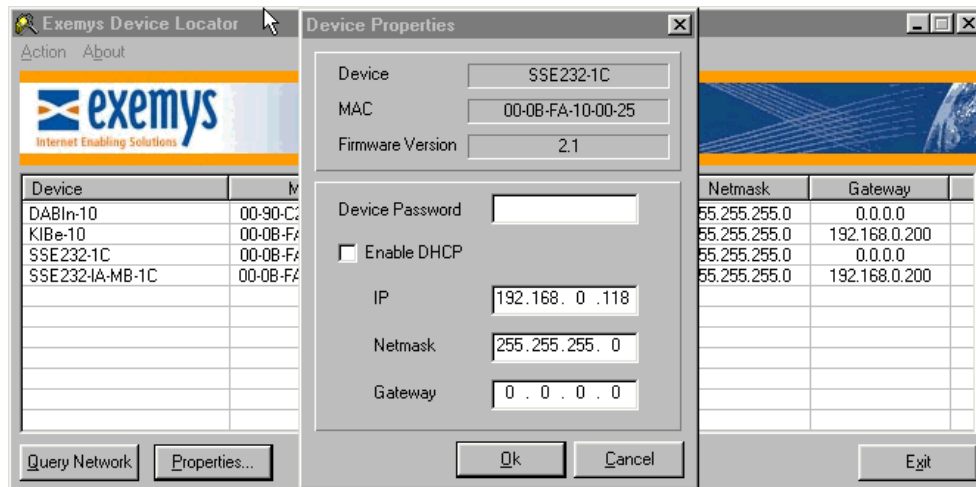 Exemys Device Locator
Action About
exemys
Internet Enabling Solutions
Device
DABIn-10 00-90-C2
KIBe-10 00-0B-FA
SSE232-1C 00-0B-FA
SSE232-IA-MB-1C 00-0B-FA
Query Network Properties...
Device Properties
Device SSE232-1C
MAC 00-0B-FA-10-00-25
Firmware Version 2.1
Device Password
Enable DHCP
IP 192.168. 0 .118
Netmask 255.255.255. 0
Gateway 0 . 0 . 0 . 0
Ok Cancel
Netmask Gateway
55.255.255.0 0.0.0.0
55.255.255.0 192.168.0.200
55.255.255.0 0.0.0.0
55.255.255.0 192.168.0.200
Exit